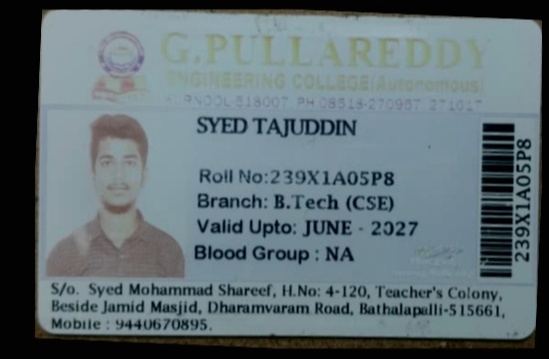 G.PULLAREDDY
ENGINEERING COLLEGE(Autonomous)
KURNOOL-518007. PH:08518-270957, 271017
SYED TAJUDDIN
Roll No:239X1A05P8
Branch: B.Tech (CSE)
Valid Upto: JUNE - 2027
Blood Group : NA
239X1A05P8
S/o. Syed Mohammad Shareef, H.No: 4-120, Teacher's Colony,
Beside Jamid Masjid, Dharamvaram Road, Bathalapalli-515661,
Mobile : 9440670895.